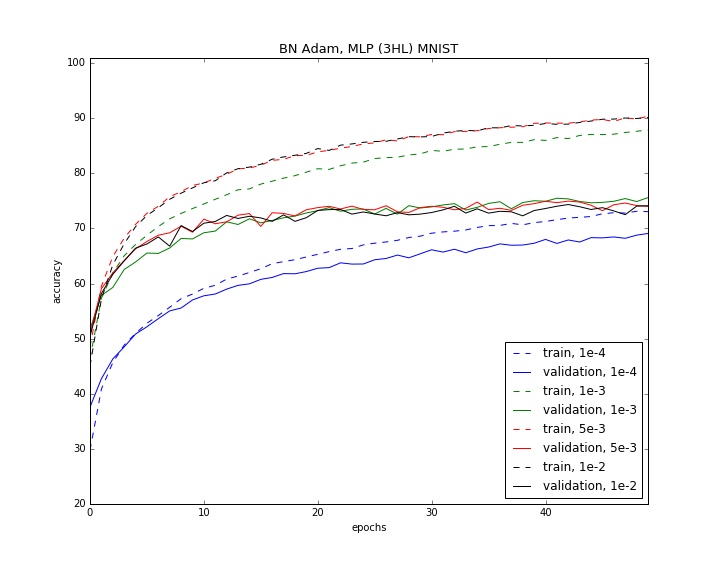 BN Adam, MLP (3HL) MNIST
100
90
80
70
60
50
40
30
20
accuracy
0
10
20
30
40
epochs
train, 1e-4
validation, 1e-4
train, 1e-3
validation, 1e-3
train, 5e-3
validation, 5e-3
train, 1e-2
validation, 1e-2